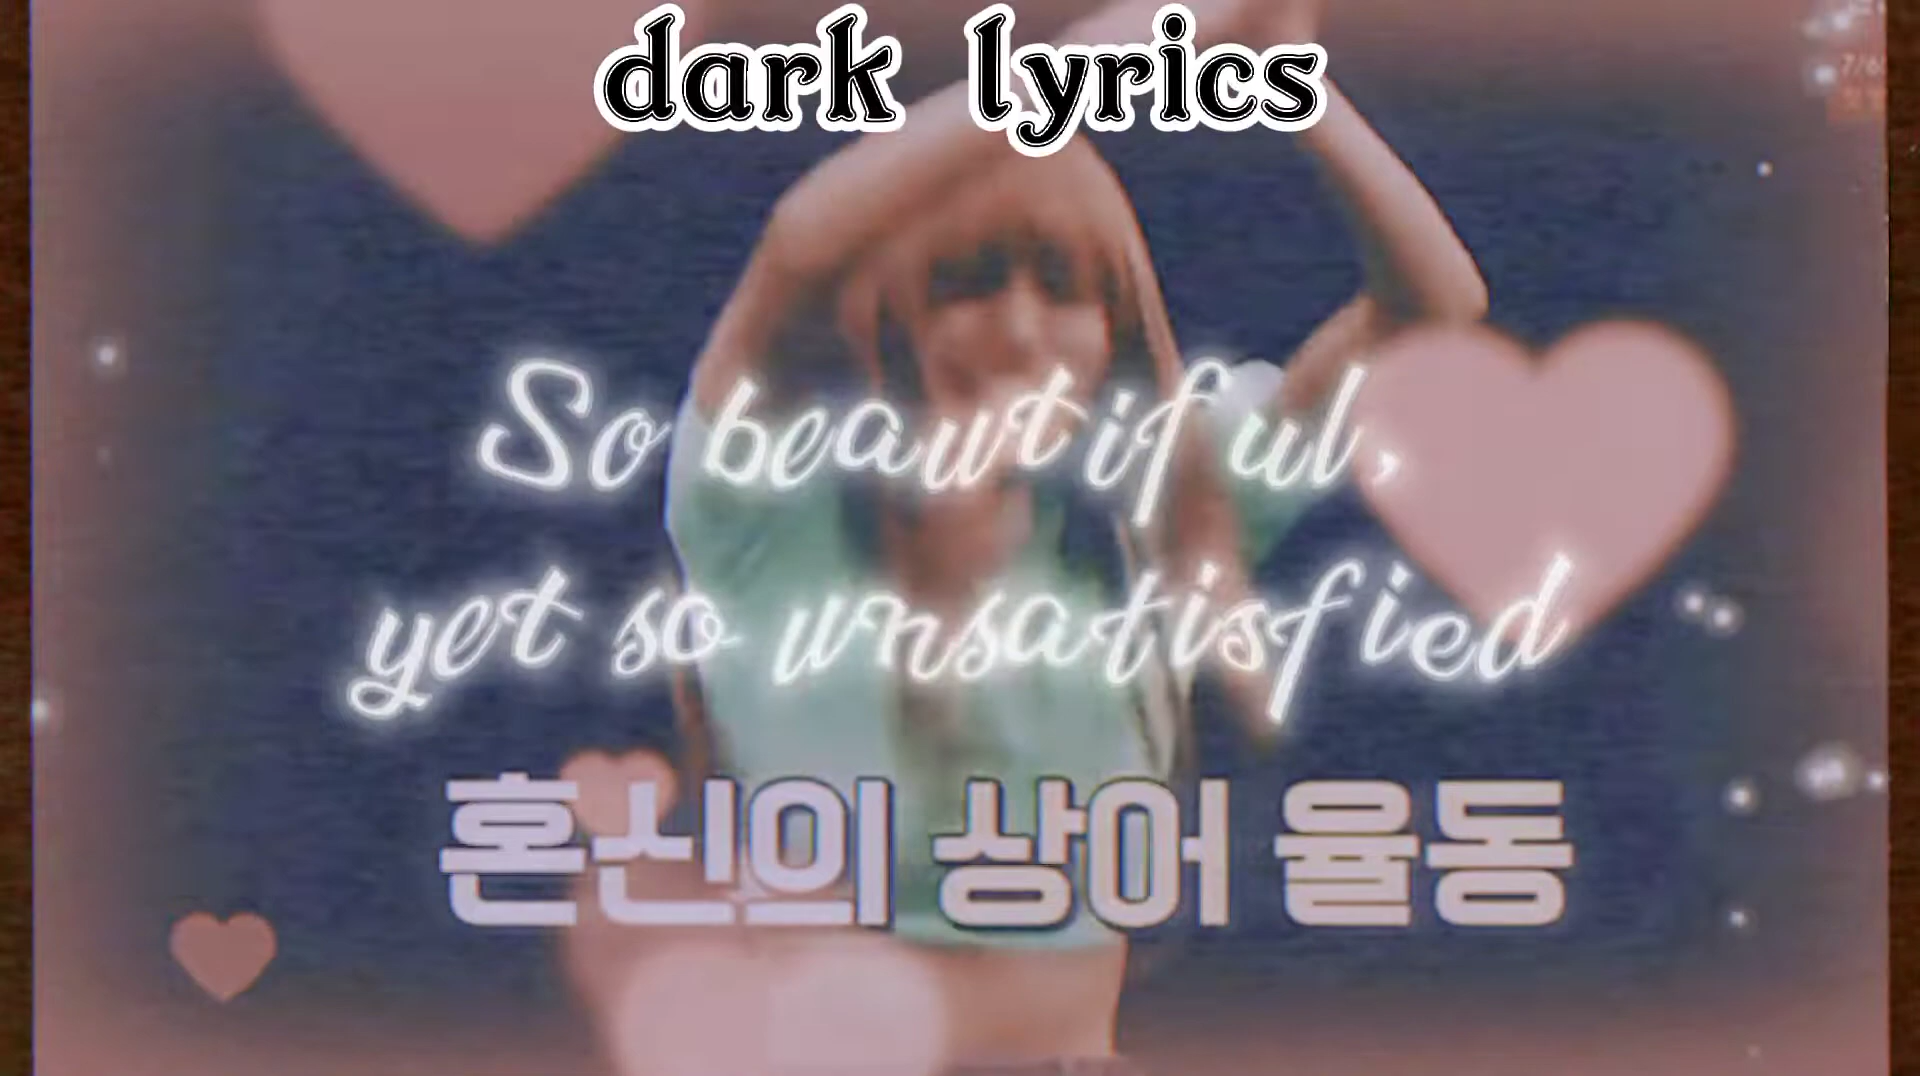 dark lyrics
So beautiful,
yet so unsatisfied
혼신의 상어 율동